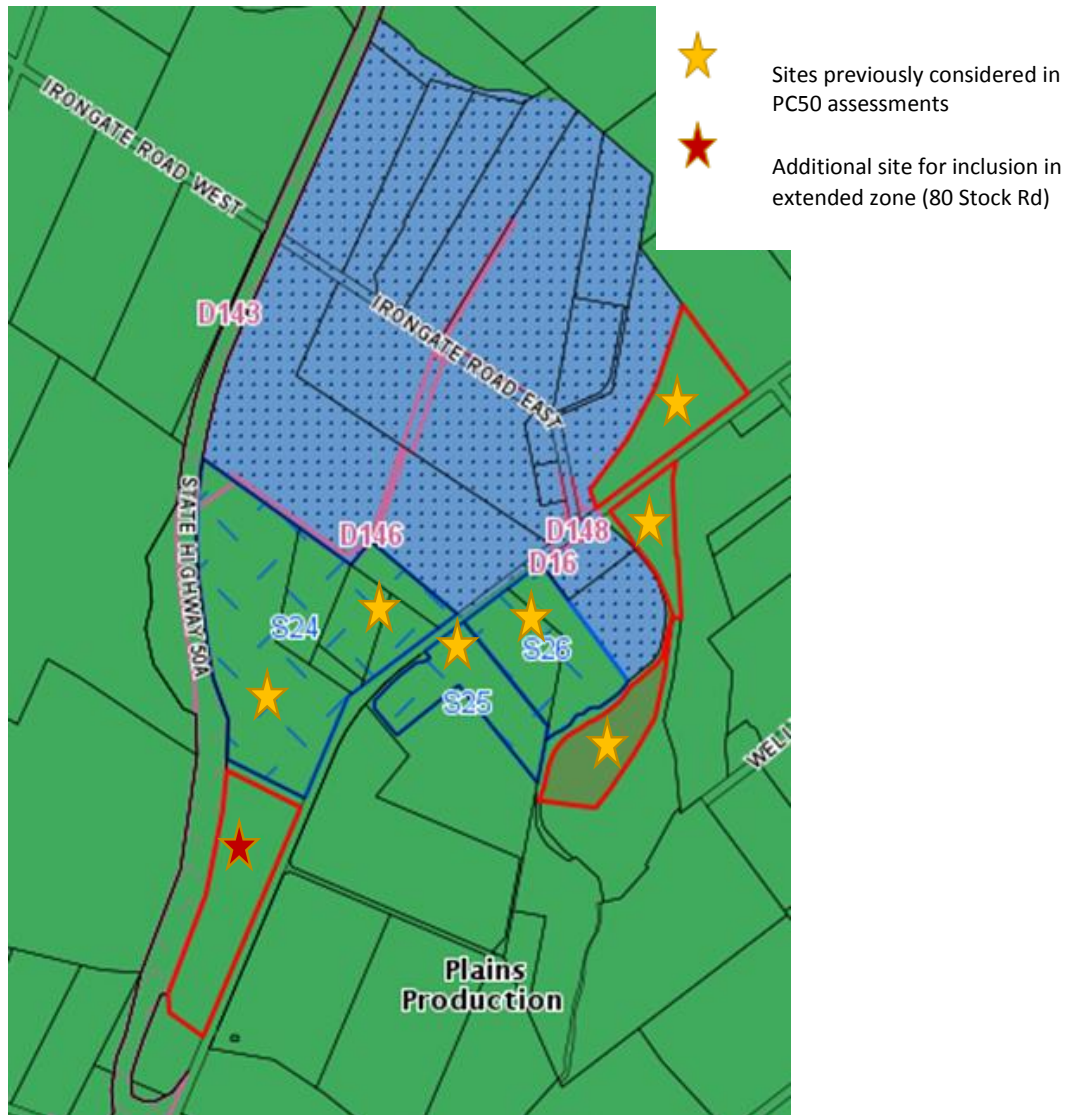 Sites previously considered in
PC50 assessments
Additional site for inclusion in
extended zone (80 Stock Rd)
IRONGATE ROAD WEST
D143
IRONGATE ROAD EAST
STATE HIGHWAY 50A
D146
D148
D16
S24
S26
S25
Plains
Production